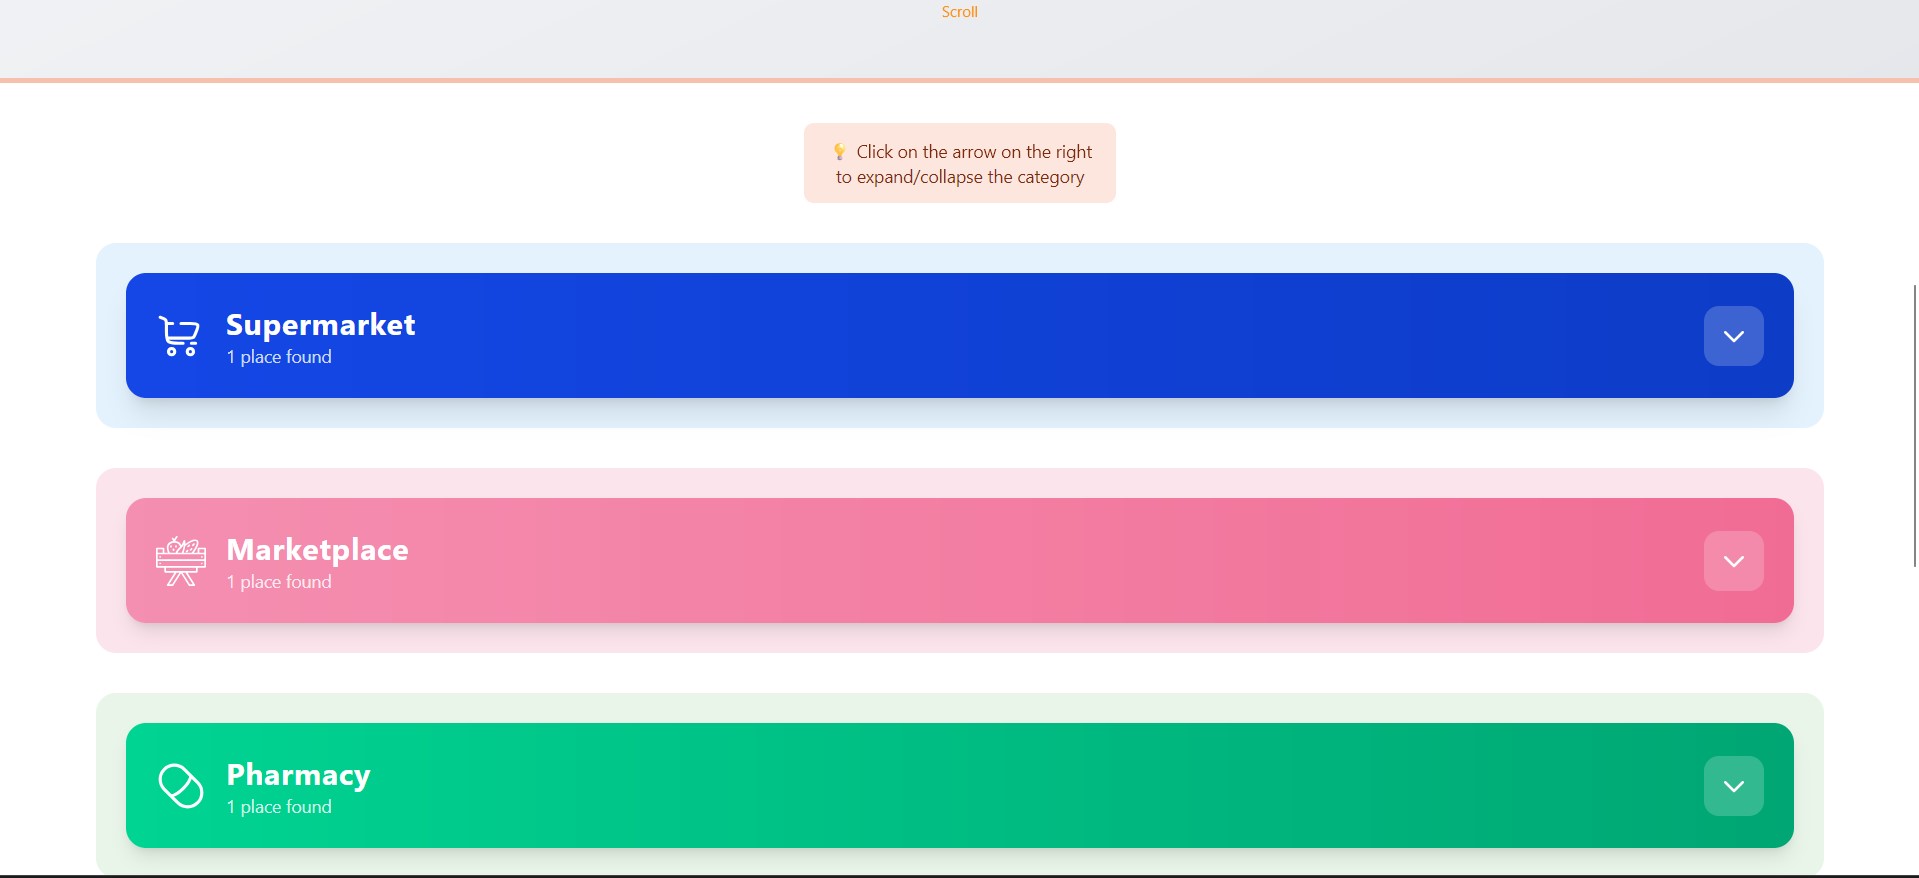 Scroll
💡 Click on the arrow on the right
to expand/collapse the category
Supermarket
1 place found
Marketplace
1 place found
Pharmacy
1 place found